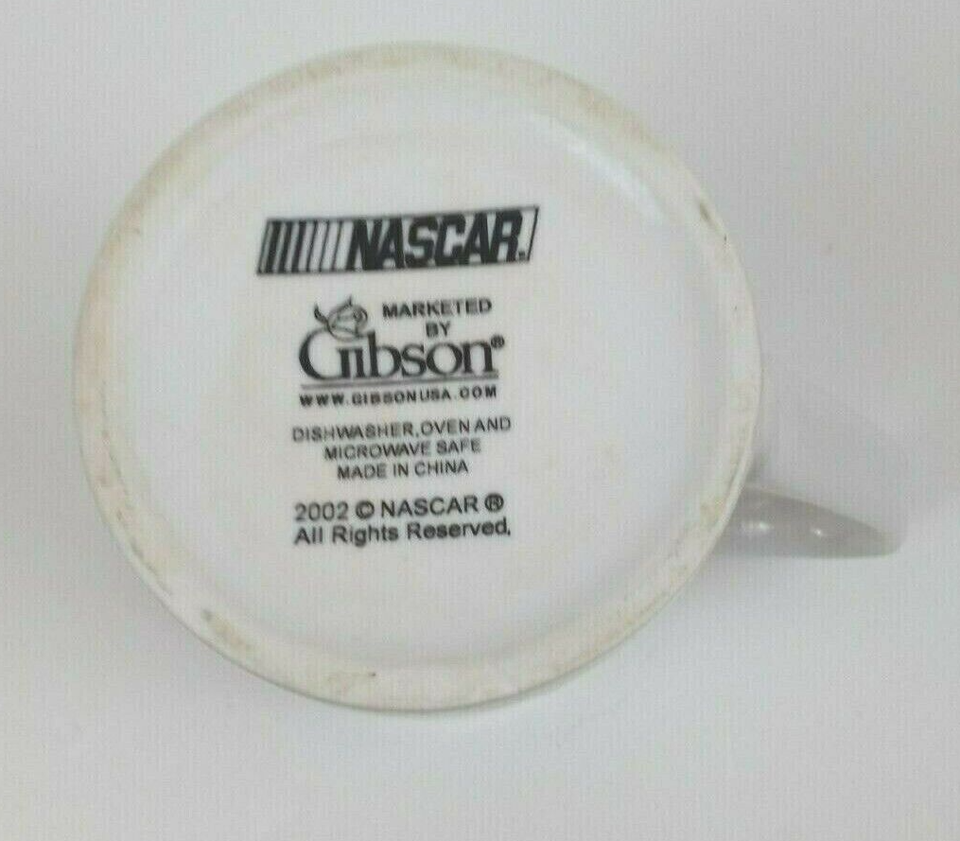 NASCAR.
MARKETED
BY
Gibson®
WWW.GIBSONUSA.COM
DISHWASHER,OVEN AND
MICROWAVE SAFE
MADE IN CHINA
2002 © NASCAR ®
All Rights Reserved.